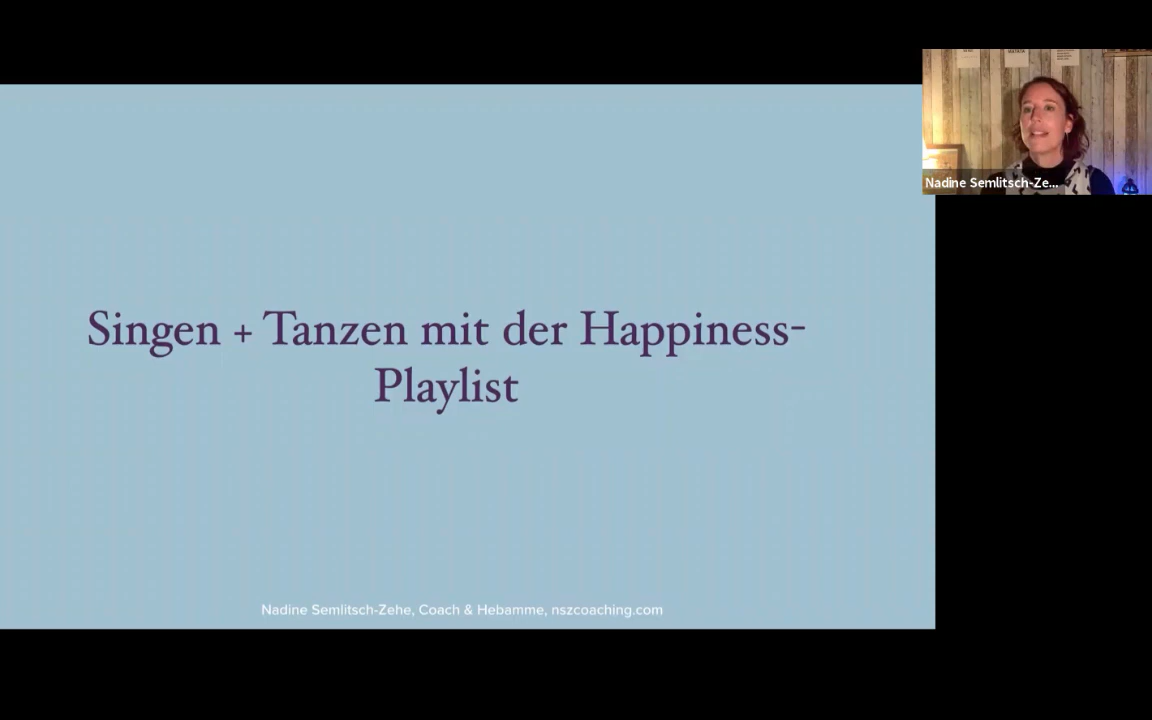 Singen + Tanzen mit der Happiness-
Playlist
Nadine Semlitsch-Zehe, Coach & Hebamme, nszcoaching.com
Nadine Semlitsch-Ze...